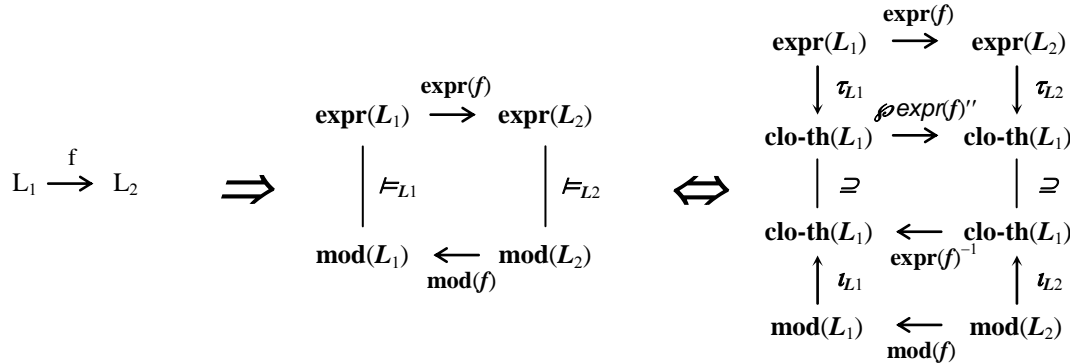 f
L₁ ⟶ L₂
⇒
expr(f)
expr(L₁) ⟶ expr(L₂)
⊨L1 ⊨L2
mod(L₁) ⟵ mod(L₂)
mod(f)
⇔
expr(f)
expr(L₁) ⟶ expr(L₂)
τL1 τL2
℘expr(f)''
clo-th(L₁) ⟶ clo-th(L₁)
⊇ ⊇
clo-th(L₁) ⟵ clo-th(L₁)
expr(f)⁻¹
ιL1 ιL2
mod(L₁) ⟵ mod(L₂)
mod(f)